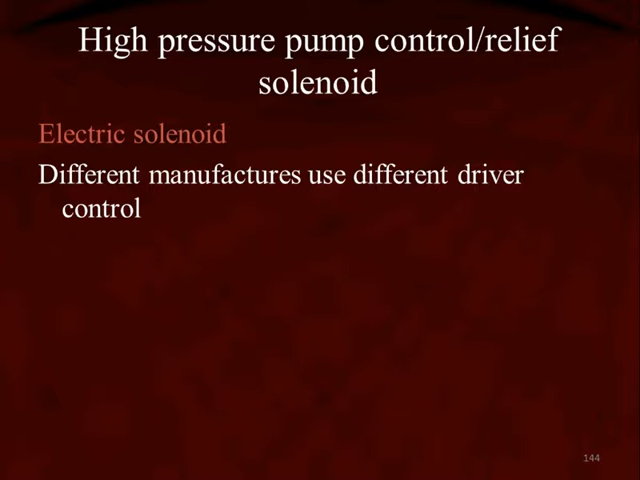 High pressure pump control/relief
solenoid
Electric solenoid
Different manufactures use different driver
control
144